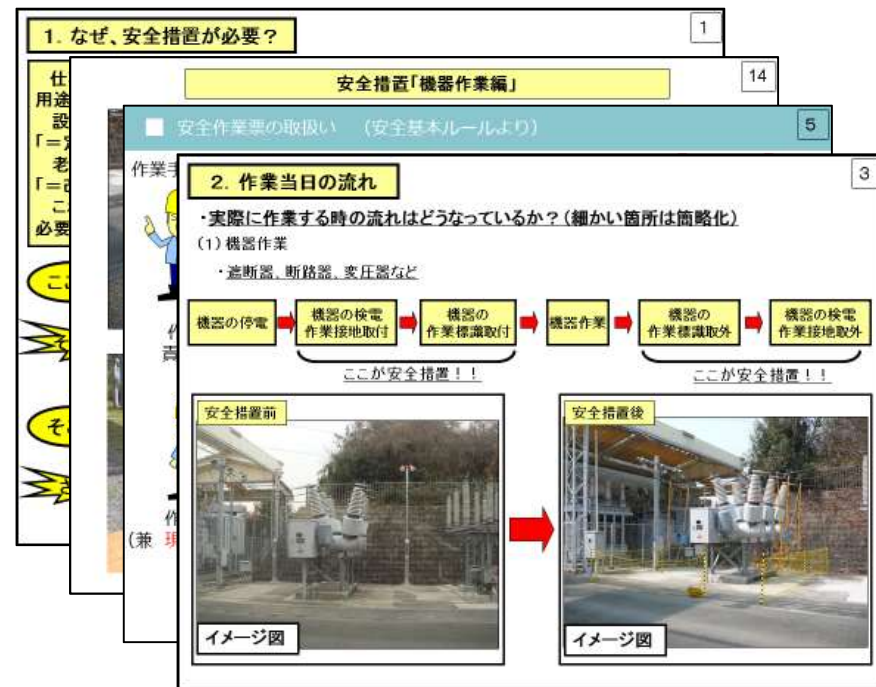 1. なぜ、安全措置が必要？
1
仕
用途
設
「＝
老
「＝
こ
必要
ここ
そ
14
安全措置「機器作業編」
5
■ 安全作業票の取扱い （安全基本ルールより）
作業手
作
責
作
(兼 現
3
2. 作業当日の流れ
・実際に作業する時の流れはどうなっているか？(細かい箇所は簡略化)
(1) 機器作業
・遮断器、断路器、変圧器など
機器の停電
機器の検電
作業接地取付
機器の
作業標識取付
機器作業
機器の
作業標識取外
機器の検電
作業接地取外
ここが安全措置！！
ここが安全措置！！
安全措置前
安全措置後
イメージ図
イメージ図